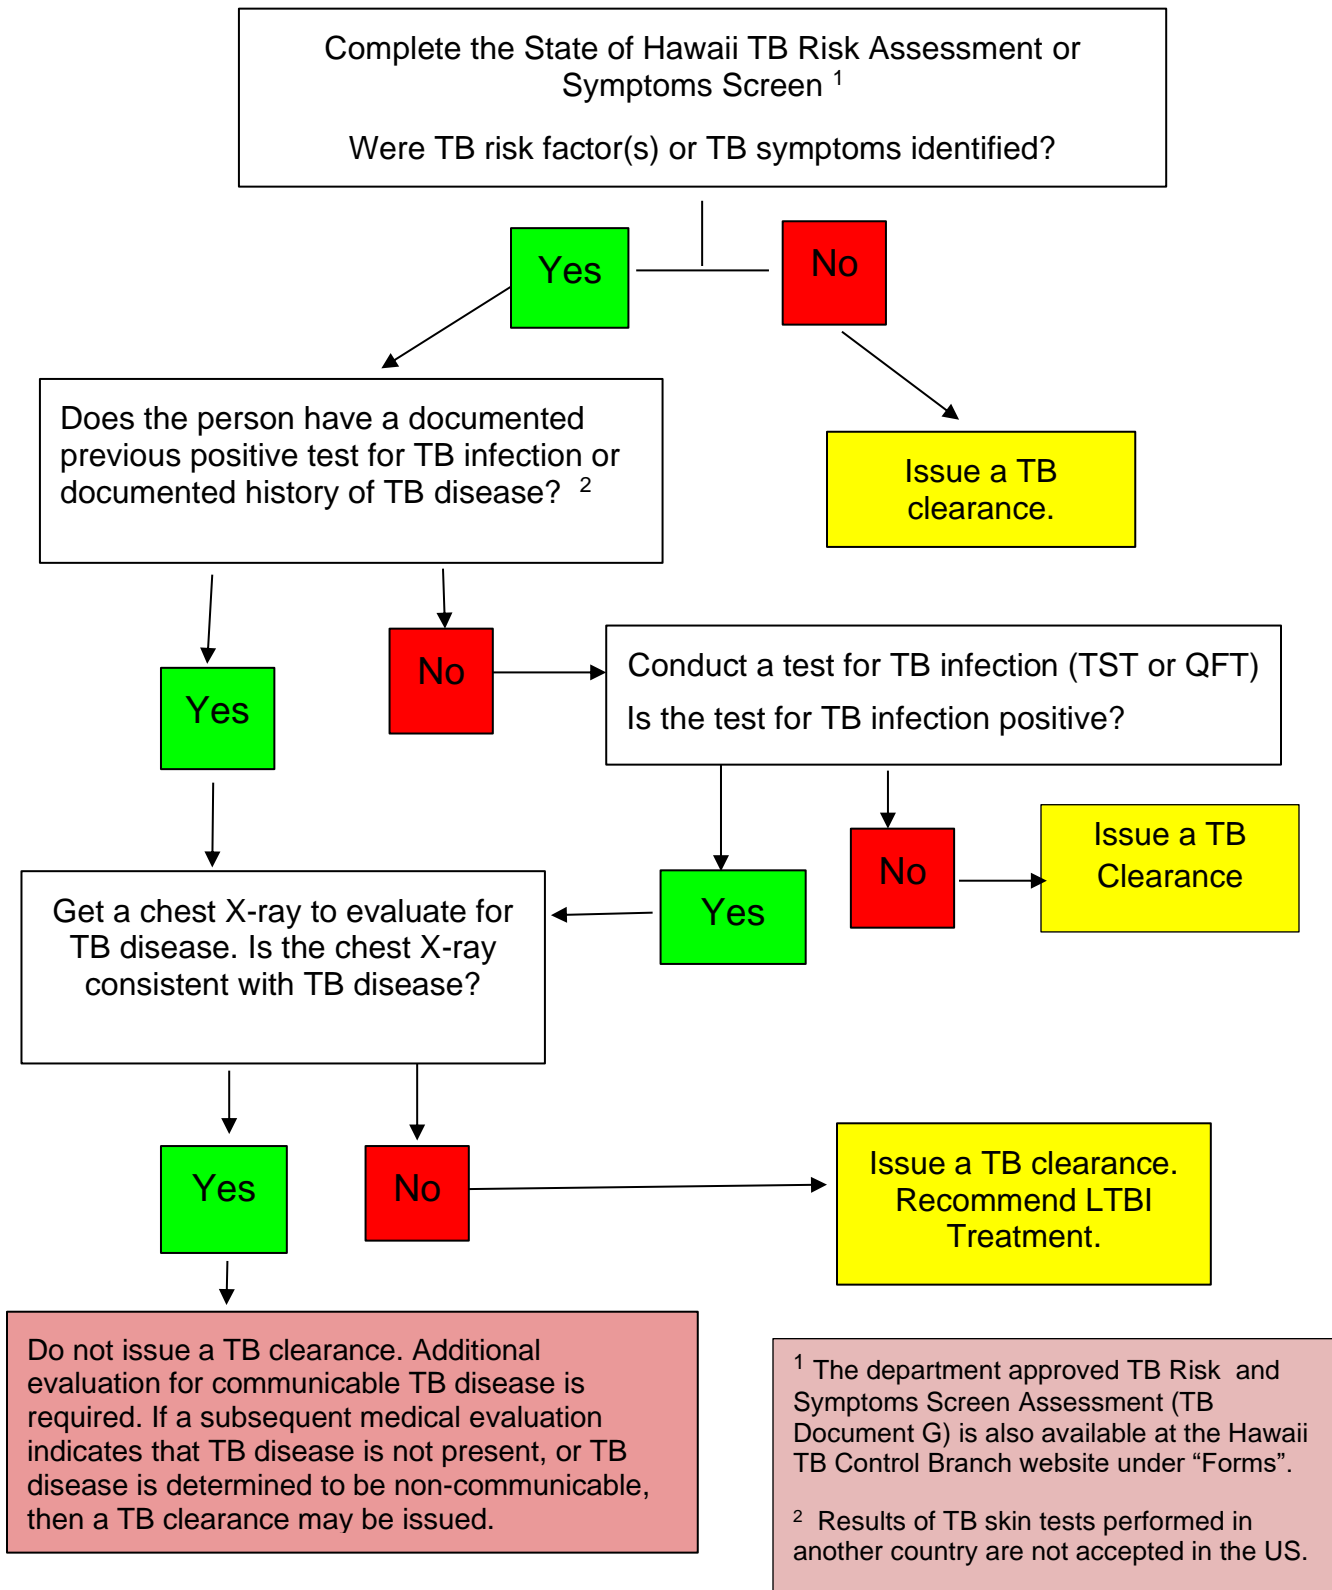 Complete the State of Hawaii TB Risk Assessment or
Symptoms Screen 1
Were TB risk factor(s) or TB symptoms identified?
Yes
No
Does the person have a documented
previous positive test for TB infection or
documented history of TB disease? 2
Issue a TB
clearance.
Yes
No
Conduct a test for TB infection (TST or QFT)
Is the test for TB infection positive?
Yes
No
Issue a TB
Clearance
Get a chest X-ray to evaluate for
TB disease. Is the chest X-ray
consistent with TB disease?
Yes
No
Issue a TB clearance.
Recommend LTBI
Treatment.
Do not issue a TB clearance. Additional
evaluation for communicable TB disease is
required. If a subsequent medical evaluation
indicates that TB disease is not present, or TB
disease is determined to be non-communicable,
then a TB clearance may be issued.
1 The department approved TB Risk and
Symptoms Screen Assessment (TB
Document G) is also available at the Hawaii
TB Control Branch website under “Forms”.
2 Results of TB skin tests performed in
another country are not accepted in the US.